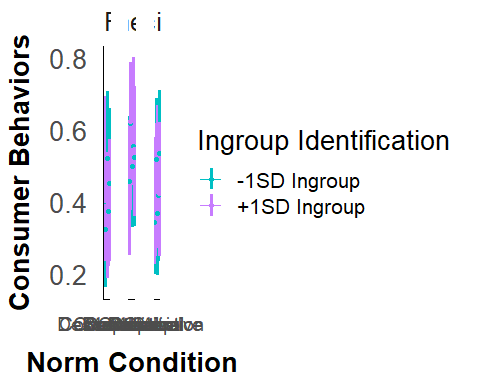 Consumer Behaviors
0.8
0.6
0.4
0.2
Norm Condition
Ingroup Identification
-1SD Ingroup
+1SD Ingroup